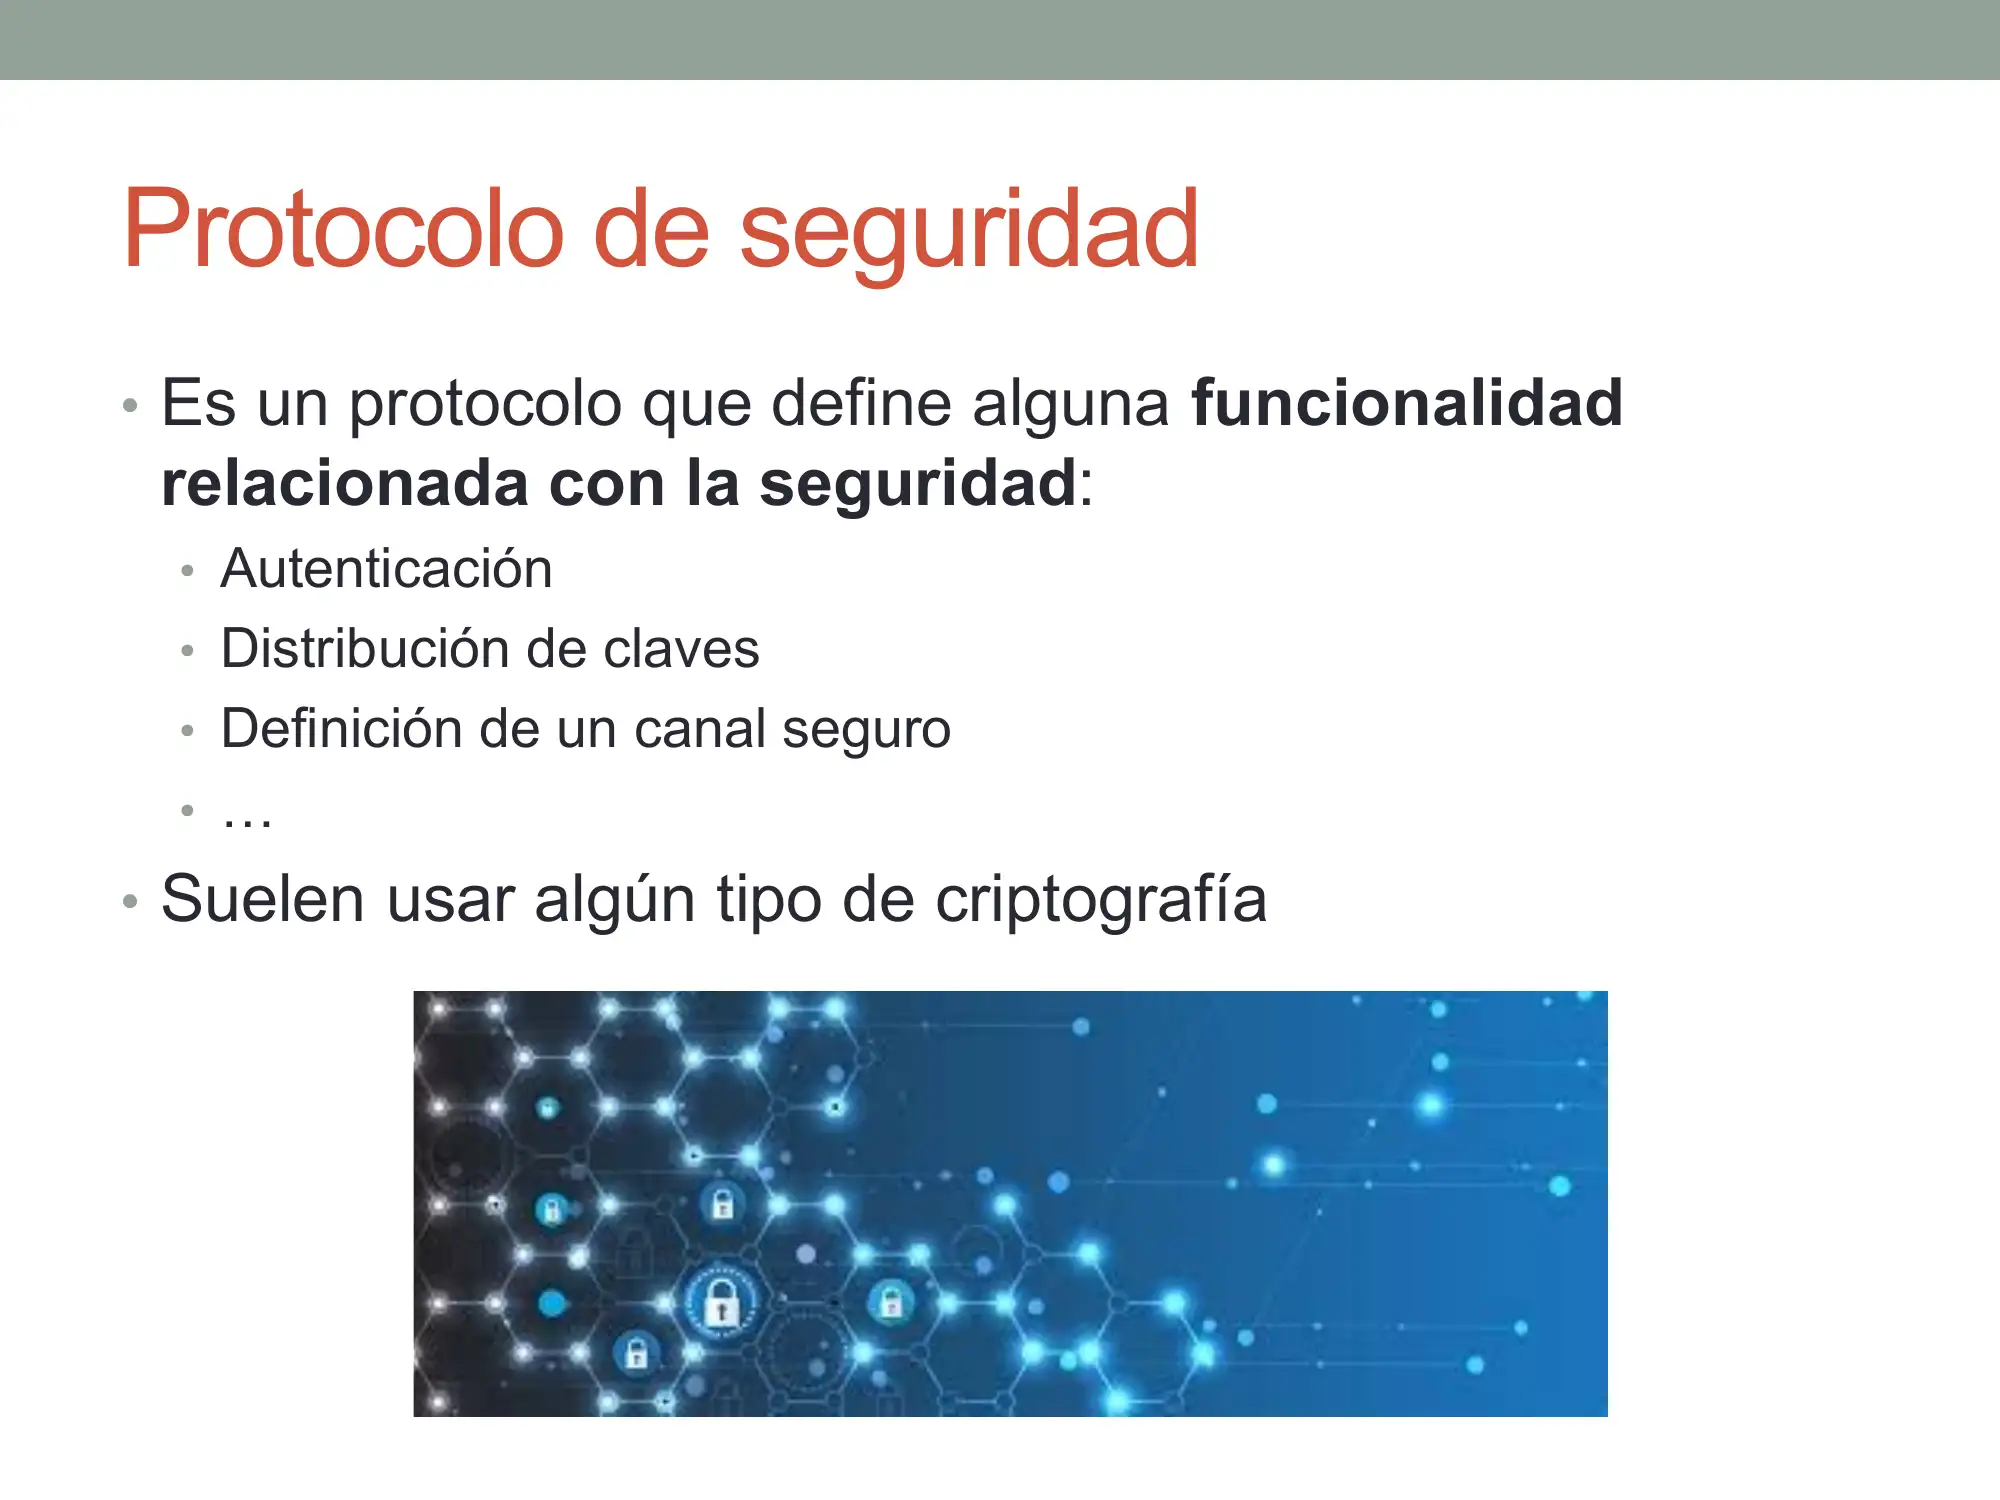 Protocolo de seguridad
• Es un protocolo que define alguna funcionalidad
relacionada con la seguridad:
• Autenticación
• Distribución de claves
• Definición de un canal seguro
• …
• Suelen usar algún tipo de criptografía